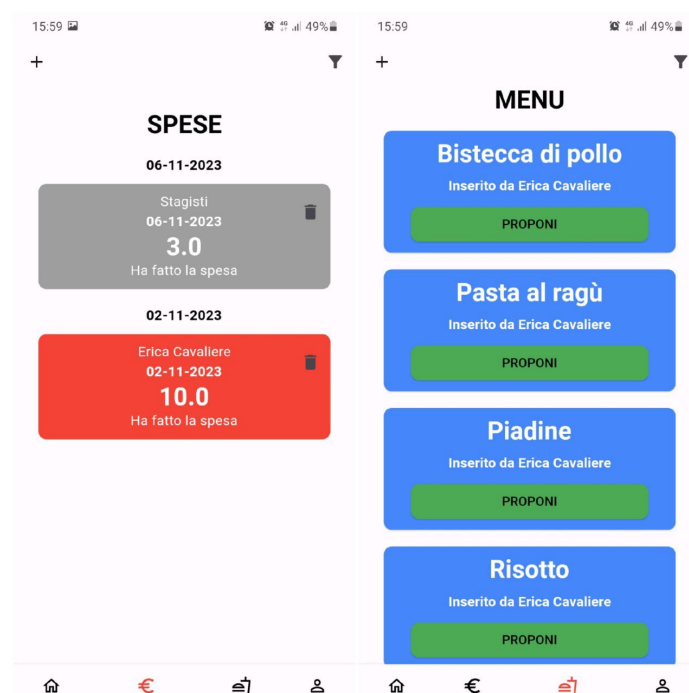 15:59 4G 49%
+
SPESE
06-11-2023
Stagisti
06-11-2023
3.0
Ha fatto la spesa
02-11-2023
Erica Cavaliere
02-11-2023
10.0
Ha fatto la spesa
€
15:59 4G 49%
+
MENU
Bistecca di pollo
Inserito da Erica Cavaliere
PROPONI
Pasta al ragù
Inserito da Erica Cavaliere
PROPONI
Piadine
Inserito da Erica Cavaliere
PROPONI
Risotto
Inserito da Erica Cavaliere
PROPONI
€